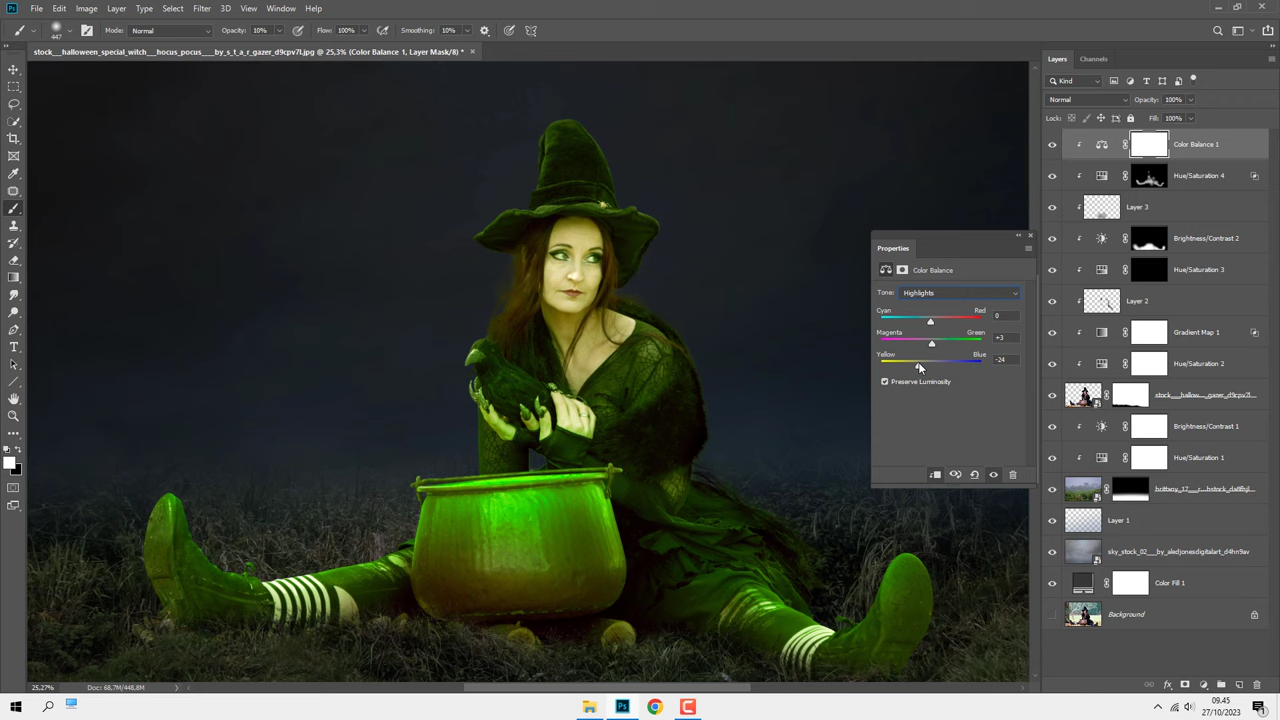 Ps File Edit Image Layer Type Select Filter 3D View Window Help
447 Mode: Normal Opacity: 10% Flow: 100% Smoothing: 10%
stock___halloween_special_witch___hocus_pocus____by_s_t_a_r_gazer_d9cpv7l.jpg @ 25,3% (Color Balance 1, Layer Mask/8) *
Layers Channels
Kind
Normal Opacity: 100%
Lock: Fill: 100%
Color Balance 1
Hue/Saturation 4
Layer 3
Brightness/Contrast 2
Hue/Saturation 3
Layer 2
Gradient Map 1
Hue/Saturation 2
Brightness/Contrast 1
Hue/Saturation 1
Layer 1
sky_stock_02___by_aledjonesdigitalart_d4hn9av
Color Fill 1
Background
Properties
Color Balance
Tone: Highlights
Cyan Red 0
Magenta Green +3
Yellow Blue -24
Preserve Luminosity
25,27% Doc: 68,7M/448,8M
Ps
09.45
27/10/2023
1